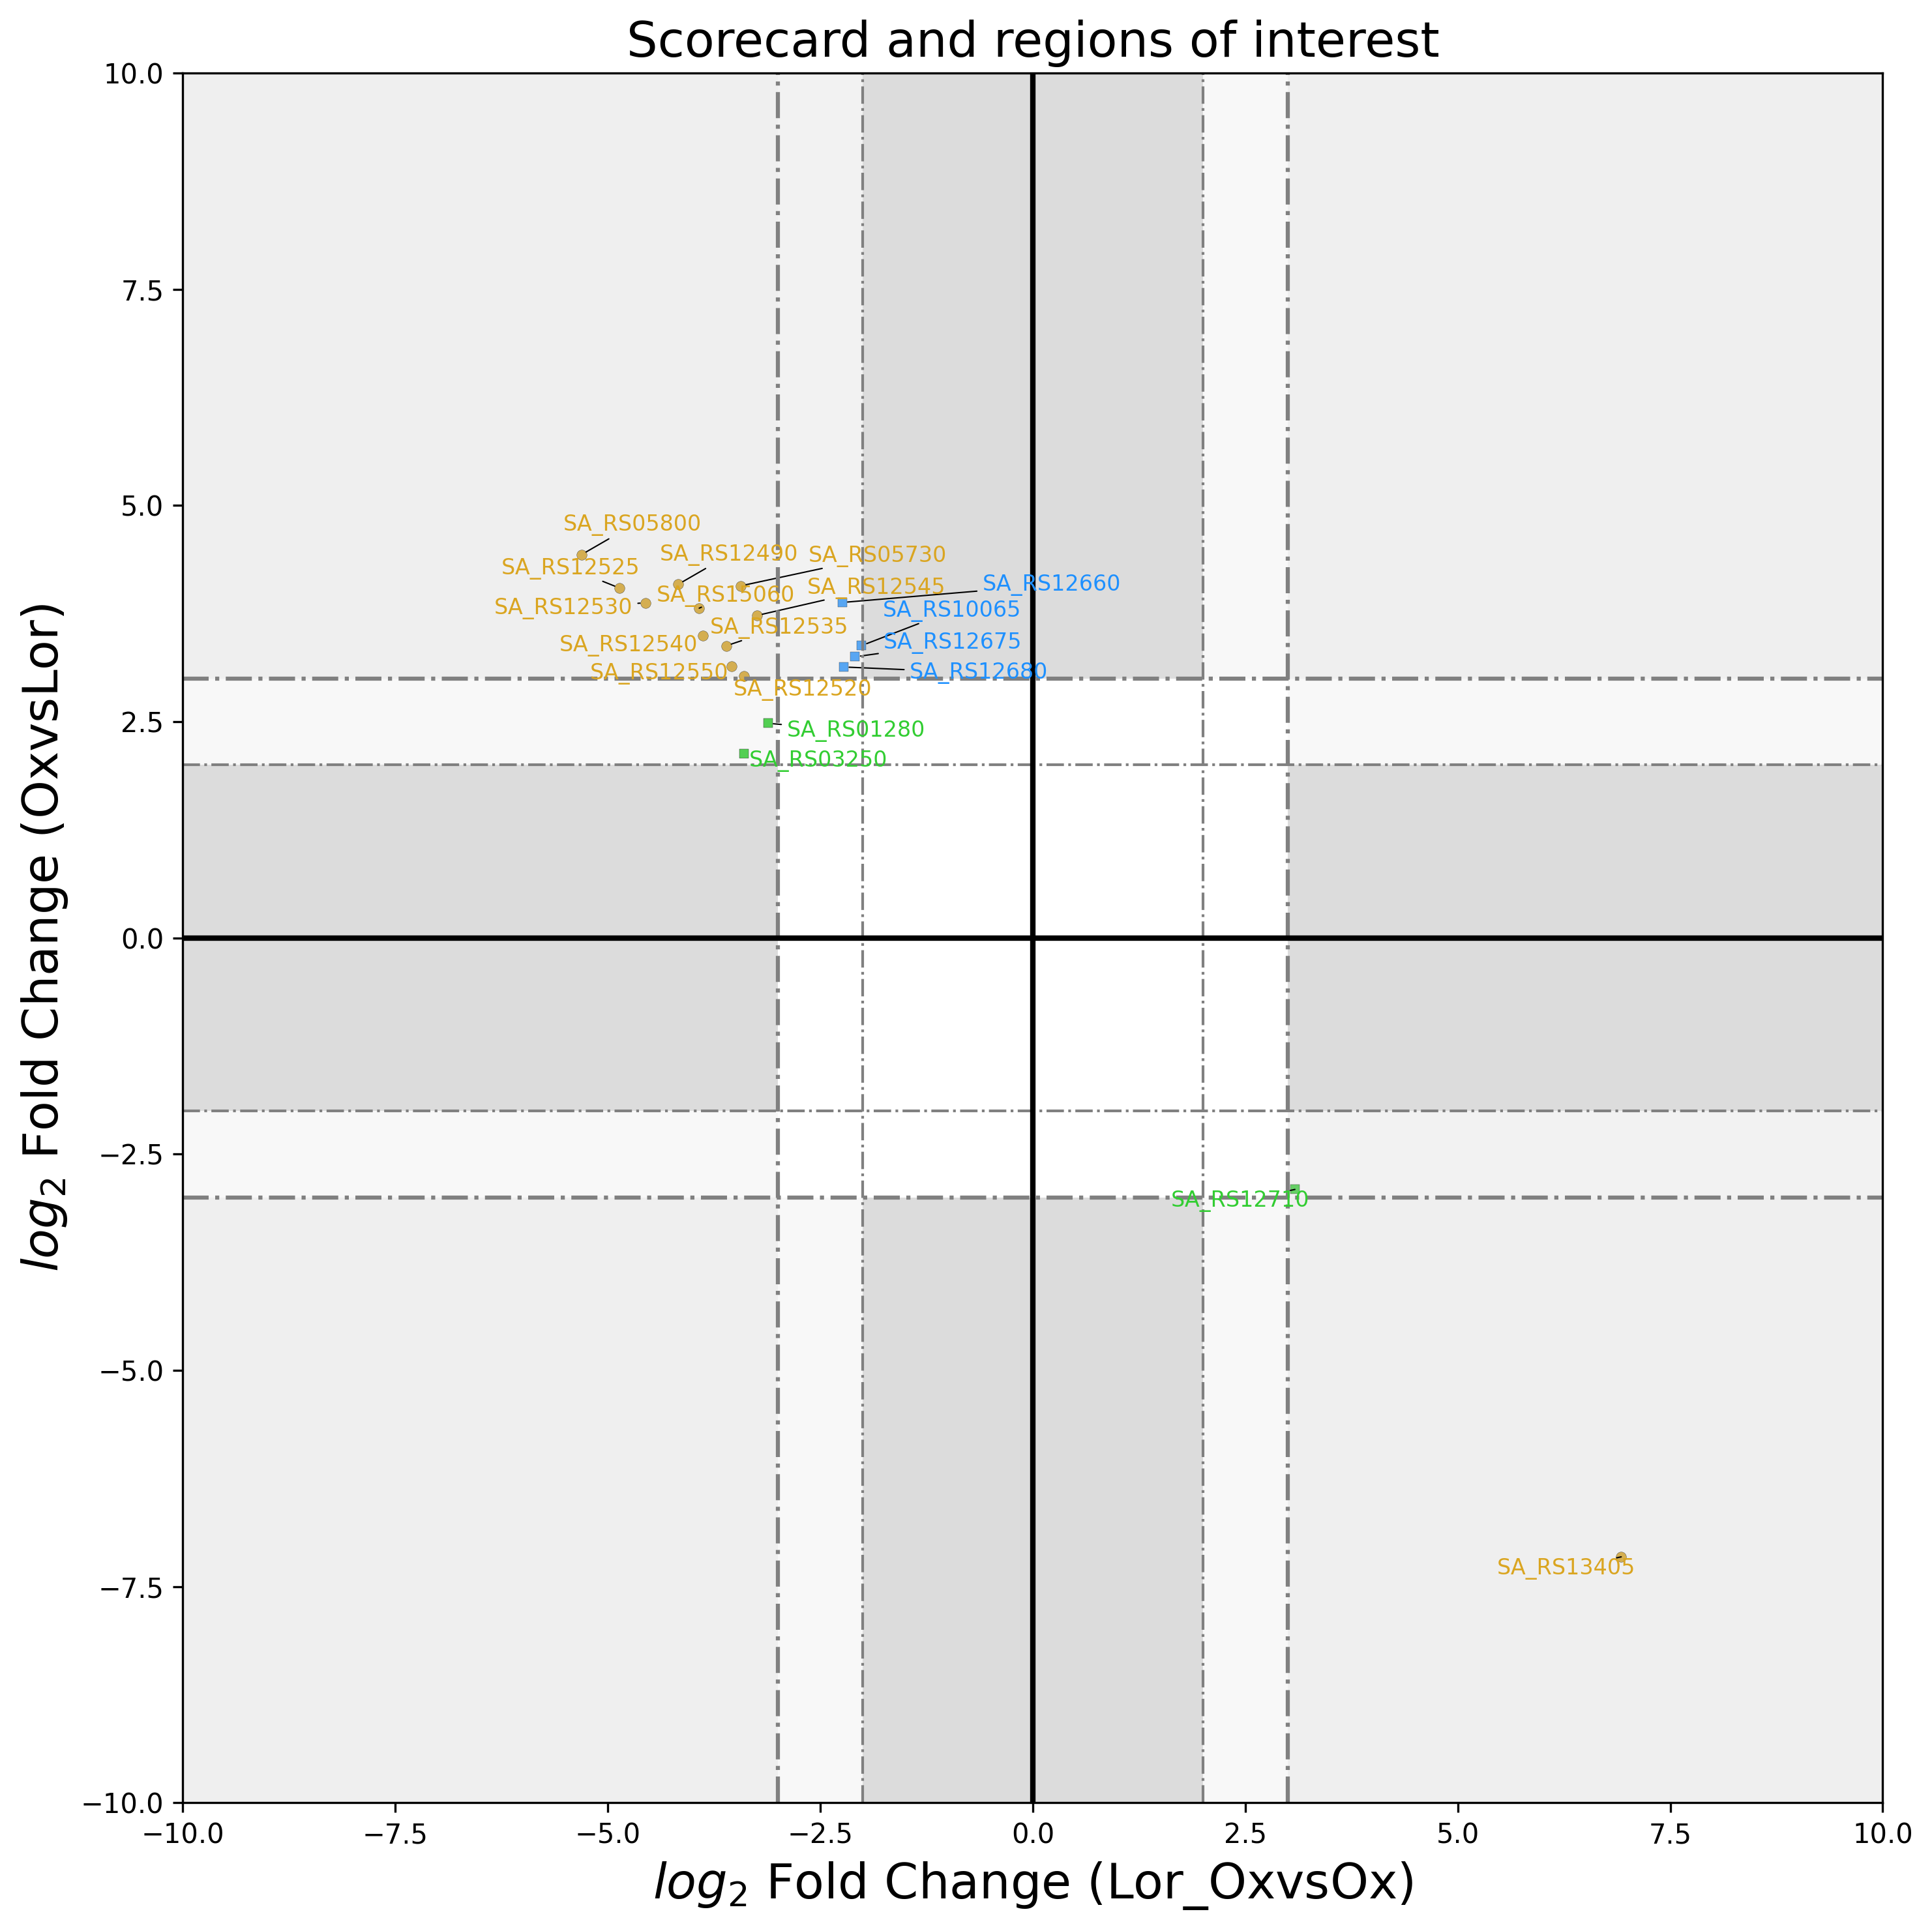 Scorecard and regions of interest
10.0
7.5
5.0
2.5
0.0
−2.5
−5.0
−7.5
−10.0
log2 Fold Change (OxvsLor)
SA_RS05800
SA_RS12490
SA_RS05730
SA_RS12525
SA_RS12660
SA_RS12545
SA_RS15060
SA_RS12530
SA_RS10065
SA_RS12535
SA_RS12675
SA_RS12540
SA_RS12550
SA_RS12680
SA_RS12520
SA_RS01280
SA_RS03250
SA_RS12710
SA_RS13405
−10.0
−7.5
−5.0
−2.5
0.0
2.5
5.0
7.5
10.0
log2 Fold Change (Lor_OxvsOx)